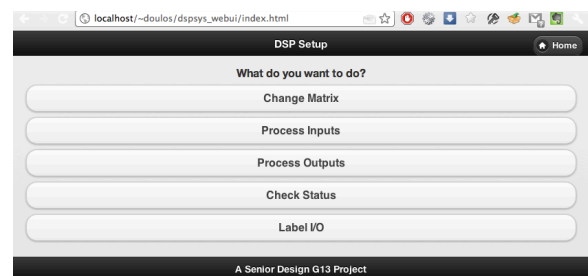 localhost/~doulos/dspsys_webui/index.html
DSP Setup
Home
What do you want to do?
Change Matrix
Process Inputs
Process Outputs
Check Status
Label I/O
A Senior Design G13 Project